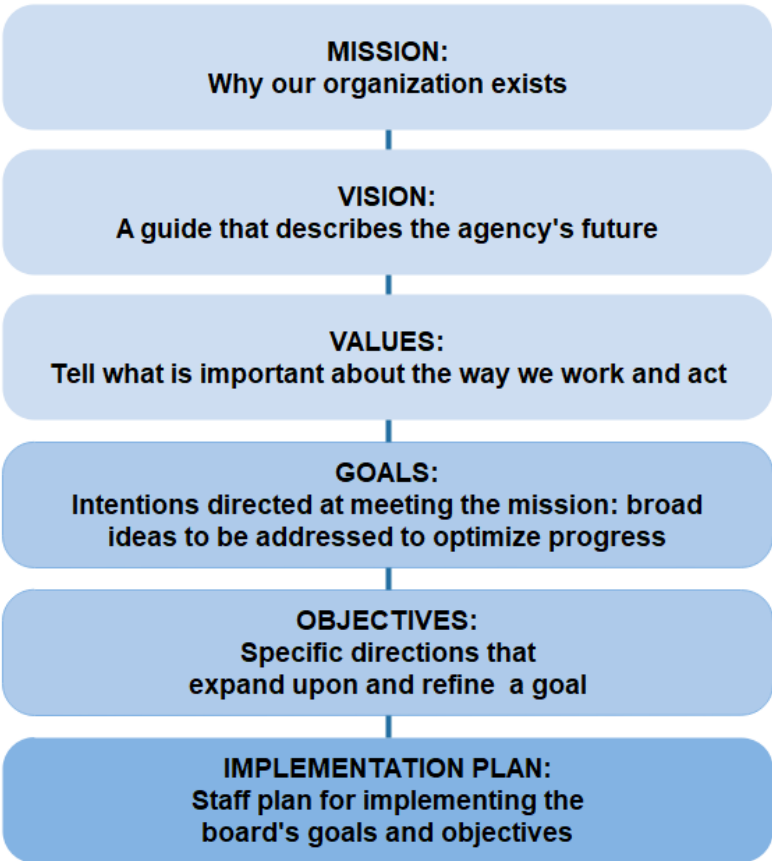 MISSION:
Why our organization exists
VISION:
A guide that describes the agency's future
VALUES:
Tell what is important about the way we work and act
GOALS:
Intentions directed at meeting the mission: broad
ideas to be addressed to optimize progress
OBJECTIVES:
Specific directions that
expand upon and refine  a goal
IMPLEMENTATION PLAN:
Staff plan for implementing the
board's goals and objectives